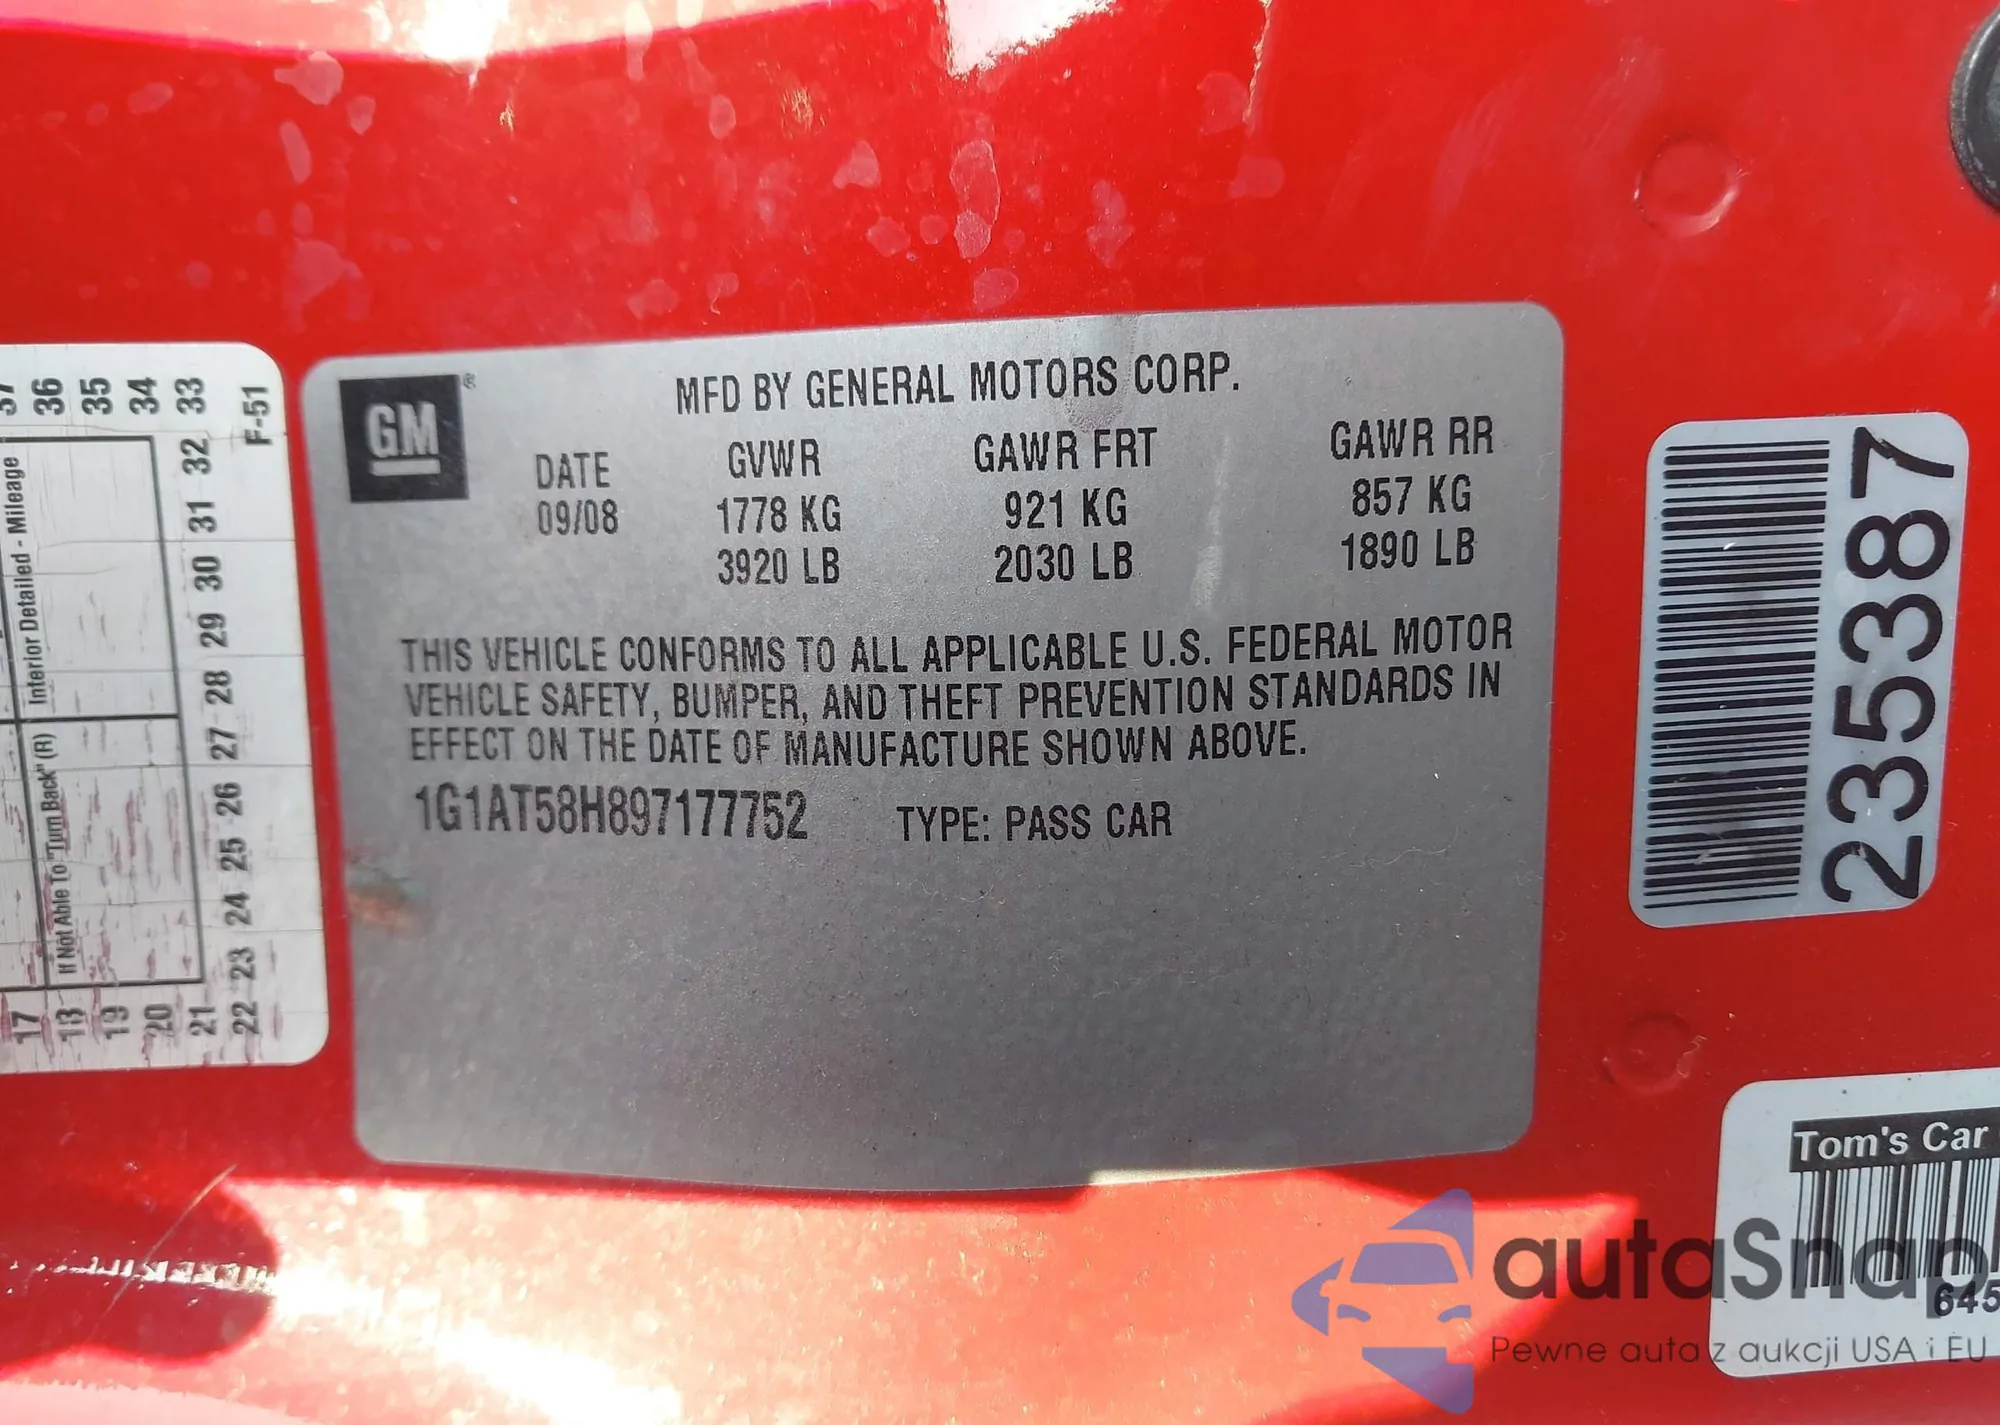 GM ®
MFD BY GENERAL MOTORS CORP.
DATE GVWR GAWR FRT GAWR RR
09/08 1778 KG 921 KG 857 KG
3920 LB 2030 LB 1890 LB
THIS VEHICLE CONFORMS TO ALL APPLICABLE U.S. FEDERAL MOTOR
VEHICLE SAFETY, BUMPER, AND THEFT PREVENTION STANDARDS IN
EFFECT ON THE DATE OF MANUFACTURE SHOWN ABOVE.
1G1AT58H897177752 TYPE: PASS CAR
37 36 35 34 33
F-51
32 31 30 29 28 27 26 25 24 23 22
Interior Detailed - Mileage
If Not Able To "Turn Back" (R)
17 18 19 20 21
235387
Tom's Car
645
autaSnap
Pewne auta z aukcji USA i EU